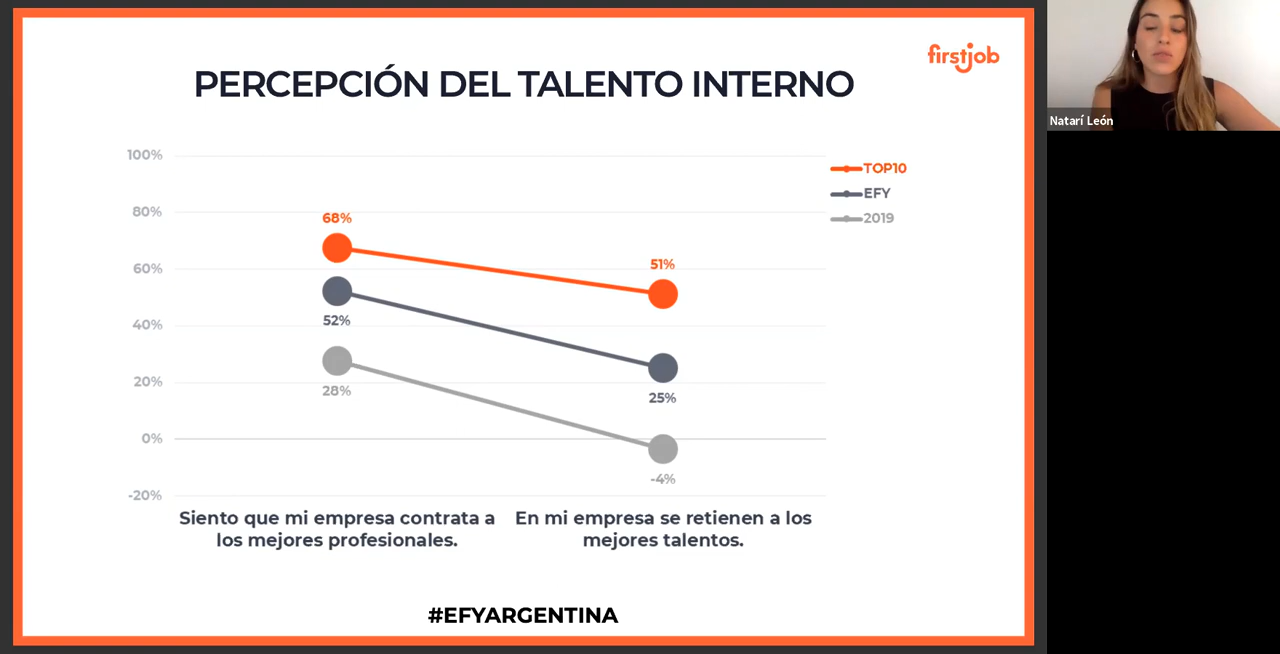 firstjob
PERCEPCIÓN DEL TALENTO INTERNO
Natarí León
100%
80%
60%
40%
20%
0%
-20%
68%
51%
52%
25%
28%
-4%
TOP10
EFY
2019
Siento que mi empresa contrata a
los mejores profesionales.
En mi empresa se retienen a los
mejores talentos.
#EFYARGENTINA